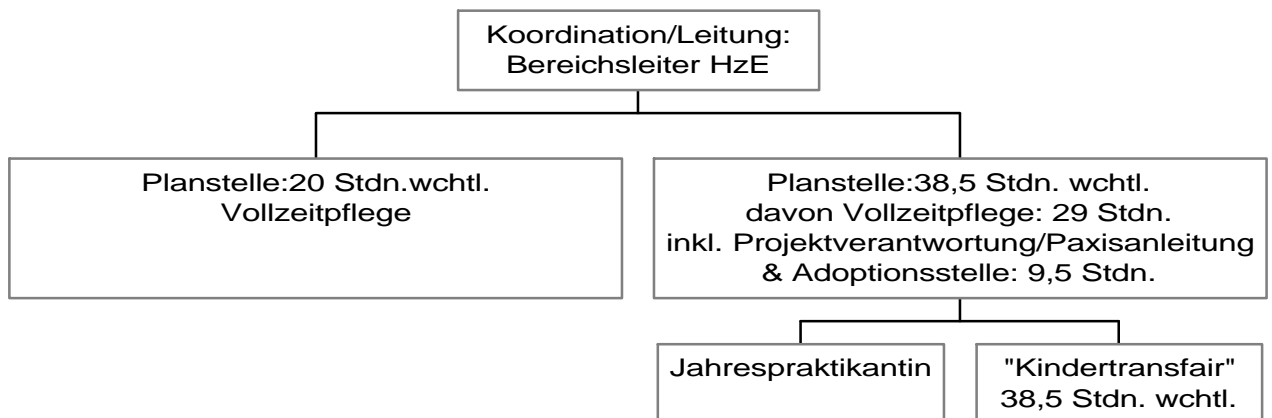 Koordination/Leitung:
Bereichsleiter HzE
Planstelle:20 Stdn.wchtl.
Vollzeitpflege
Planstelle:38,5 Stdn. wchtl.
davon Vollzeitpflege: 29 Stdn.
inkl. Projektverantwortung/Paxisanleitung
& Adoptionsstelle: 9,5 Stdn.
Jahrespraktikantin
"Kindertransfair"
38,5 Stdn. wchtl.